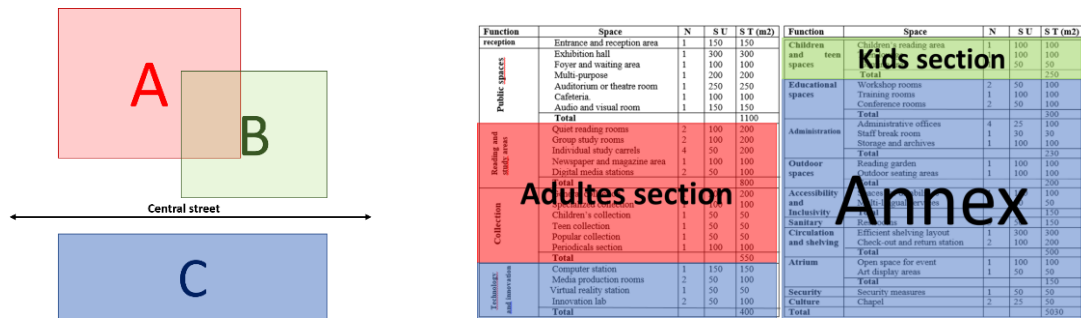 A
B
Central street
C
Function Space N S U S T (m2)
reception Entrance and reception area 1 150 150
Public spaces
Exhibition hall 1 300 300
Foyer and waiting area 1 100 100
Multi-purpose 1 200 200
Auditorium or theatre room 1 250 250
Cafeteria. 1 100 100
Audio and visual room 1 150 150
Total 1100
Reading and study areas
Quiet reading rooms 2 100 200
Group study rooms 2 100 200
Individual study carrels 4 50 200
Newspaper and magazine area 1 100 100
Digital media stations 2 50 100
Total 800
Adultes section
Collection
200
Specialized collection 100
Children's collection 1 50 50
Teen collection 1 50 50
Popular collection 1 50 50
Periodicals section 1 100 100
Total 550
Technology and innovation
Computer station 1 150 150
Media production rooms 2 50 100
Virtual reality station 1 50 50
Innovation lab 2 50 100
Total 400
Function Space N S U S T (m2)
Children and teen spaces
Children's reading area 1 100 100
100 100
50 50
Kids section
Total 250
Educational spaces
Workshop rooms 2 50 100
Training rooms 1 100 100
Conference rooms 2 50 100
Total 300
Administration
Administrative offices 4 25 100
Staff break room 1 30 30
Storage and archives 1 100 100
Total 230
Outdoor spaces
Reading garden 1 100 100
Outdoor seating areas 1 100 100
Total 200
Annex
Accessibility and Inclusivity
100
150
Sanitary 150
Circulation and shelving
Efficient shelving layout 1 300 300
Check-out and return station 2 100 200
Total 500
Atrium
Open space for event 1 100 100
Art display areas 1 50 50
Total 150
Security Security measures 1 50 50
Culture Chapel 2 25 50
Total 5030